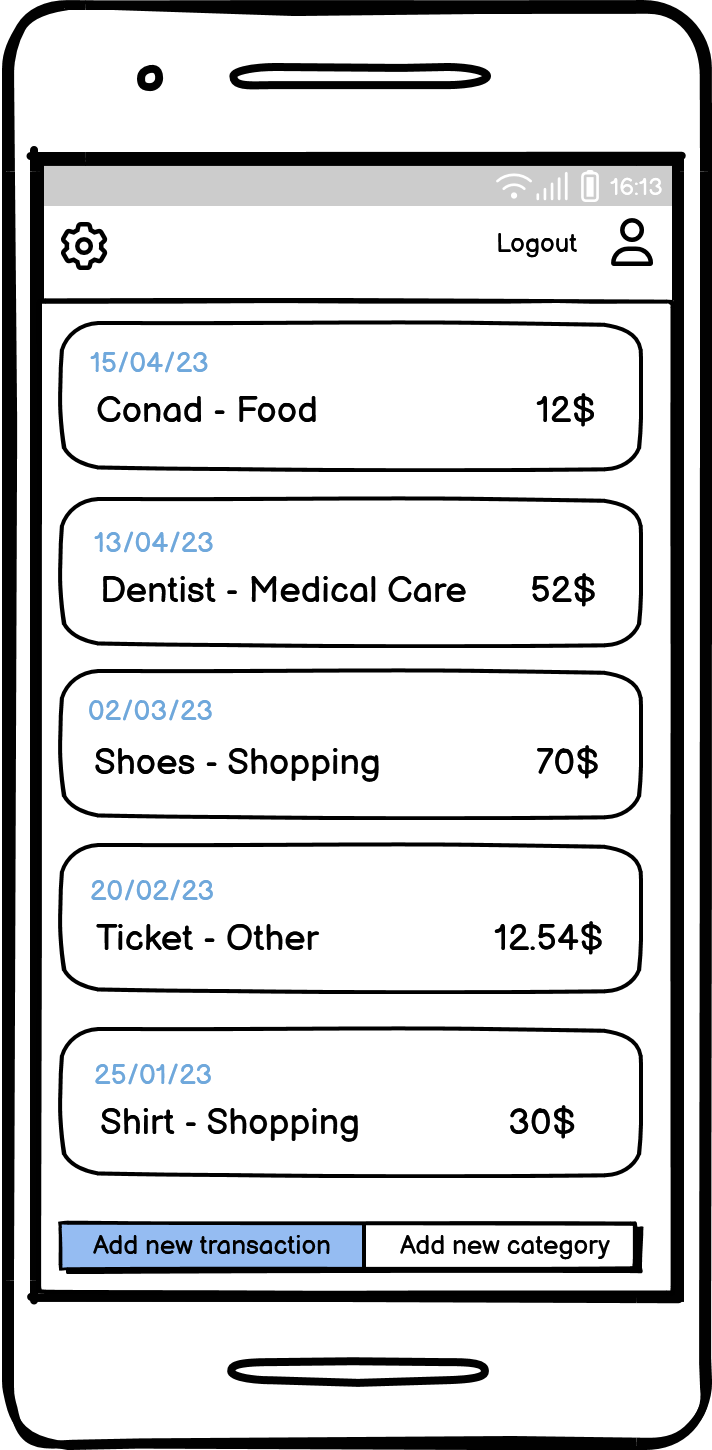 16:13
Logout
15/04/23
Conad - Food 12$
13/04/23
Dentist - Medical Care 52$
02/03/23
Shoes - Shopping 70$
20/02/23
Ticket - Other 12.54$
25/01/23
Shirt - Shopping 30$
Add new transaction Add new category